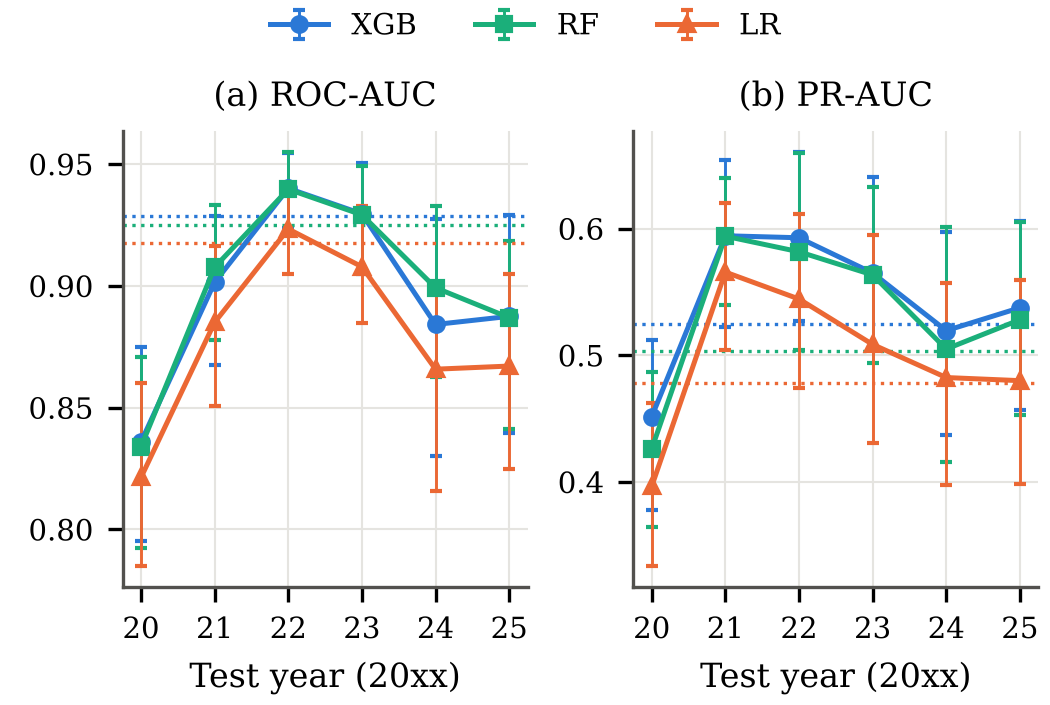 XGB RF LR
(a) ROC-AUC
0.95
0.90
0.85
0.80
20 21 22 23 24 25
Test year (20xx)
(b) PR-AUC
0.6
0.5
0.4
20 21 22 23 24 25
Test year (20xx)